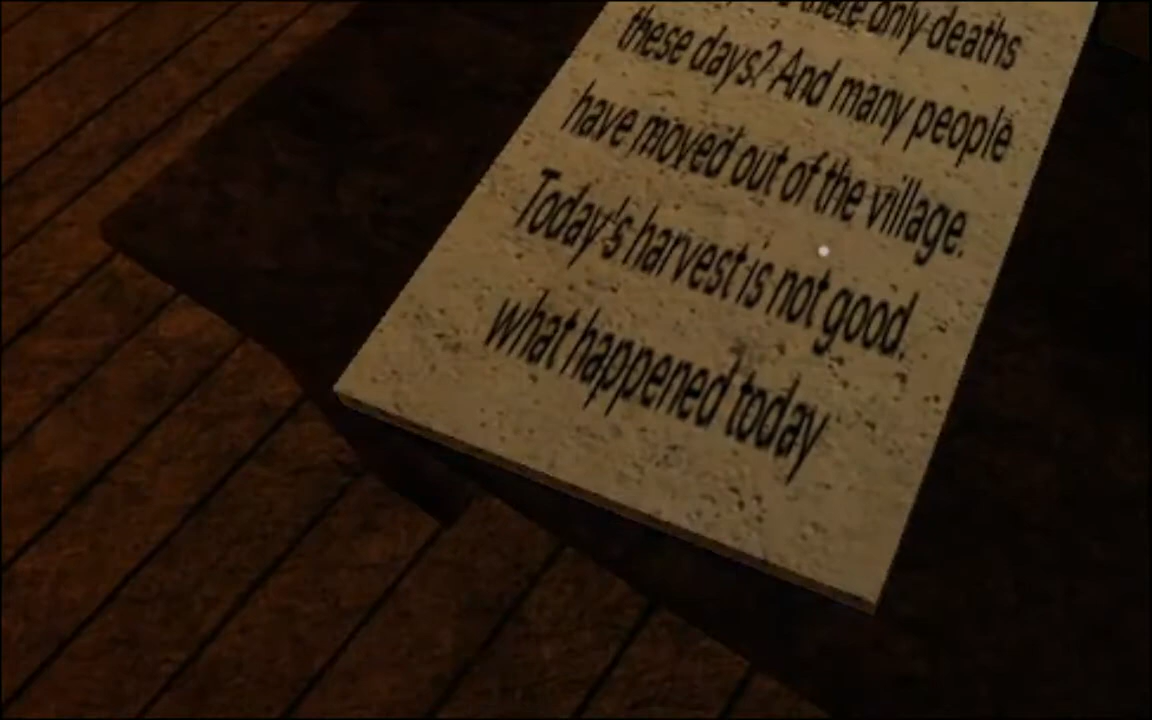 there only deaths
these days? And many people
have moved out of the village.
Today's harvest is not good.
what happened today